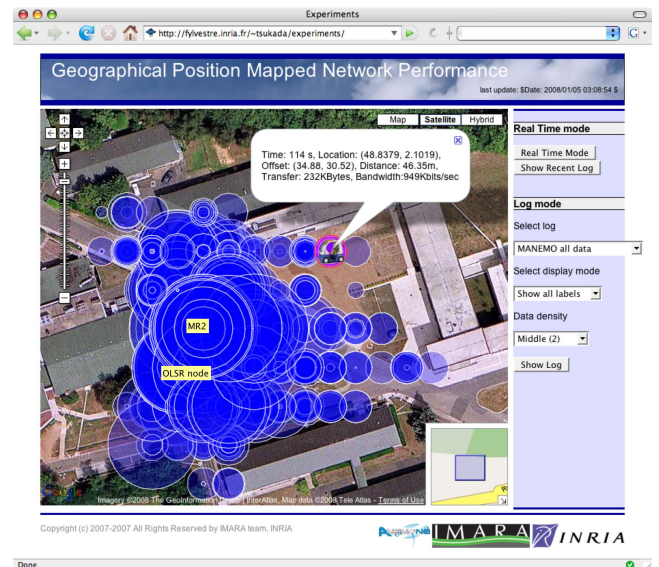 Experiments
http://fylvestre.inria.fr/~tsukada/experiments/
G
Geographical Position Mapped Network Performance
last update: $Date: 2008/01/05 03:08:54 $
Map Satellite Hybrid
Time: 114 s, Location: (48.8379, 2.1019),
Offset: (34.88, 30.52), Distance: 46.35m,
Transfer: 232KBytes, Bandwidth:949Kbits/sec
MR2
OLSR node
Imagery ©2008 The GeoInformation Group | InterAtlas, Map data ©2008 Tele Atlas - Terms of Use
Real Time mode
Real Time Mode
Show Recent Log
Log mode
Select log
MANEMO all data
Select display mode
Show all labels
Data density
Middle (2)
Show Log
Copyright (c) 2007-2007 All Rights Reserved by IMARA team, INRIA
IMARA
INRIA
Done